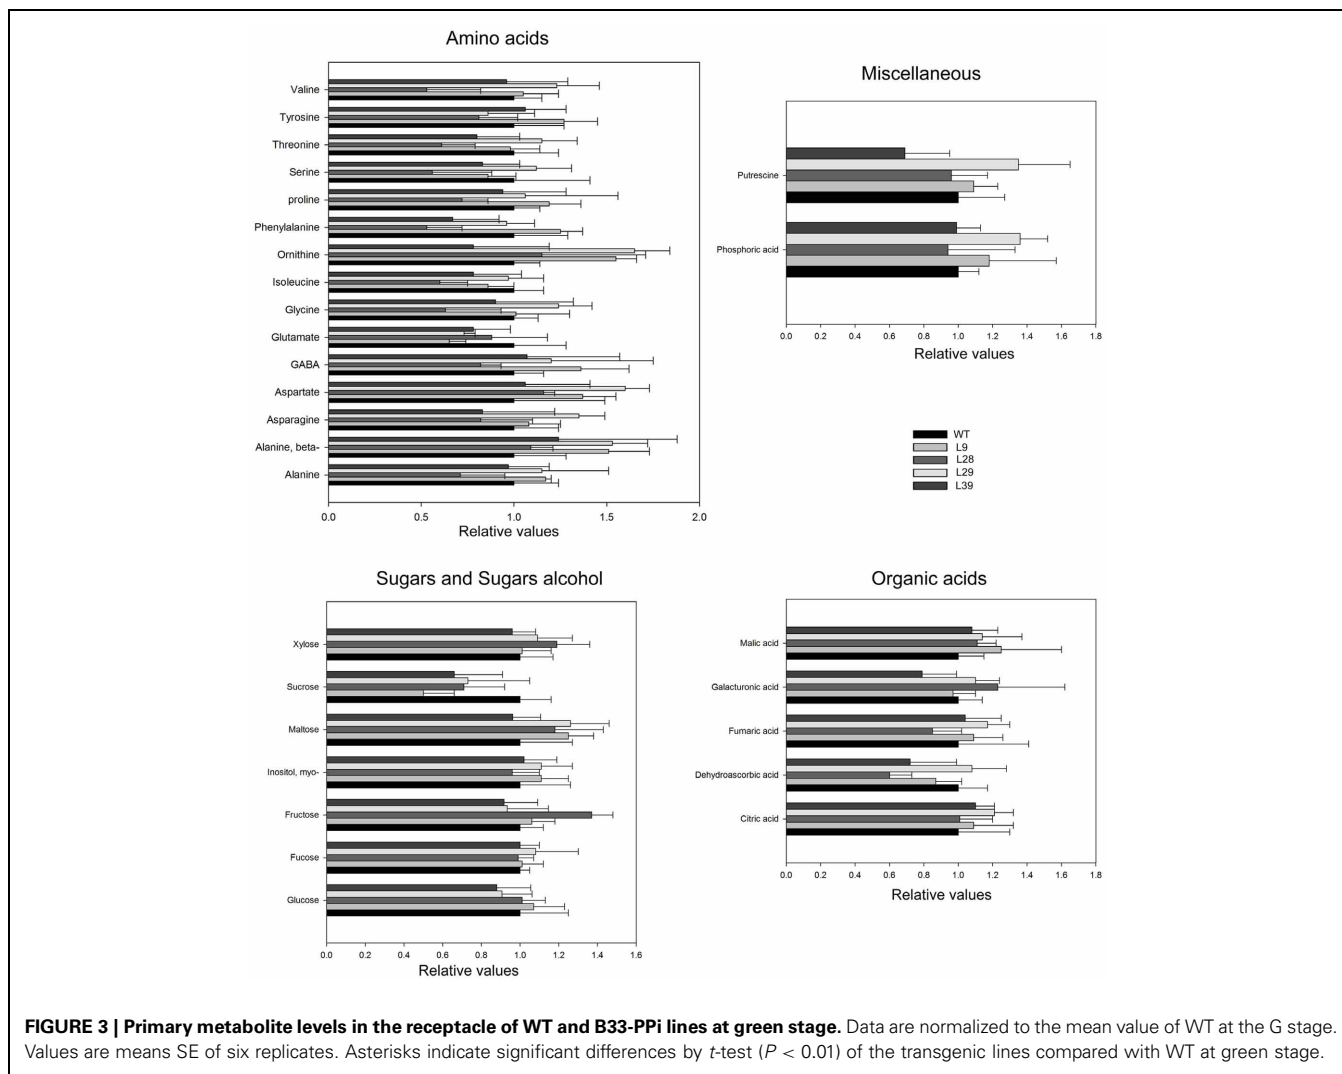 Amino acids
Valine
Tyrosine
Threonine
Serine
proline
Phenylalanine
Ornithine
Isoleucine
Glycine
Glutamate
GABA
Aspartate
Asparagine
Alanine, beta-
Alanine
0.0 0.5 1.0 1.5 2.0
Relative values
Miscellaneous
Putrescine
Phosphoric acid
0.0 0.2 0.4 0.6 0.8 1.0 1.2 1.4 1.6 1.8
Relative values
WT
L9
L28
L29
L39
Sugars and Sugars alcohol
Xylose
Sucrose
Maltose
Inositol, myo-
Fructose
Fucose
Glucose
0.0 0.2 0.4 0.6 0.8 1.0 1.2 1.4 1.6
Relative values
Organic acids
Malic acid
Galacturonic acid
Fumaric acid
Dehydroascorbic acid
Citric acid
0.0 0.2 0.4 0.6 0.8 1.0 1.2 1.4 1.6 1.8
Relative values
FIGURE 3 | Primary metabolite levels in the receptacle of WT and B33-PPi lines at green stage. Data are normalized to the mean value of WT at the G stage.
Values are means SE of six replicates. Asterisks indicate significant differences by t-test (P < 0.01) of the transgenic lines compared with WT at green stage.